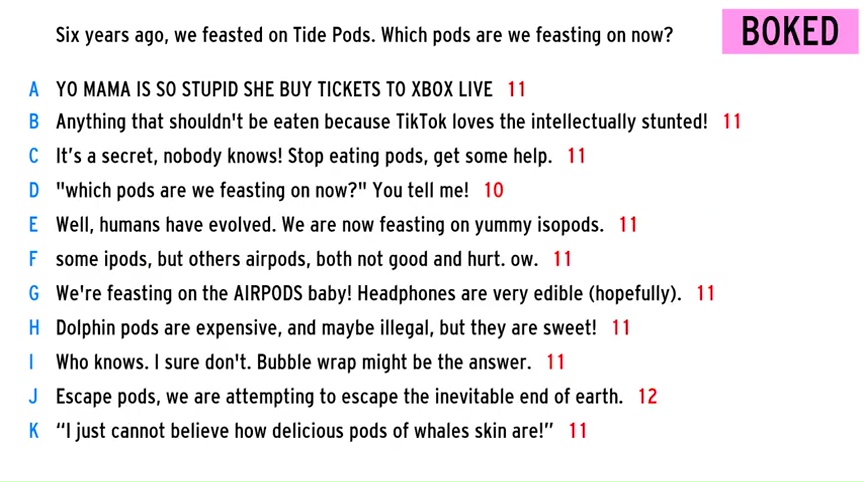 Six years ago, we feasted on Tide Pods. Which pods are we feasting on now?
BOKED
A YO MAMA IS SO STUPID SHE BUY TICKETS TO XBOX LIVE 11
B Anything that shouldn't be eaten because TikTok loves the intellectually stunted! 11
C It's a secret, nobody knows! Stop eating pods, get some help. 11
D "which pods are we feasting on now?" You tell me! 10
E Well, humans have evolved. We are now feasting on yummy isopods. 11
F some ipods, but others airpods, both not good and hurt. ow. 11
G We're feasting on the AIRPODS baby! Headphones are very edible (hopefully). 11
H Dolphin pods are expensive, and maybe illegal, but they are sweet! 11
I Who knows. I sure don't. Bubble wrap might be the answer. 11
J Escape pods, we are attempting to escape the inevitable end of earth. 12
K “I just cannot believe how delicious pods of whales skin are!” 11